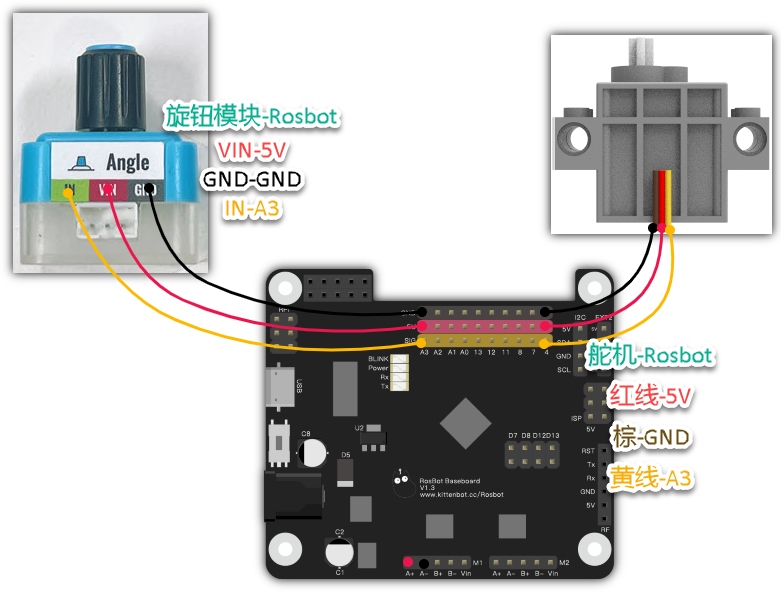 旋钮模块-Rosbot
VIN-5V
GND-GND
IN-A3
Angle
IN VIN GND
舵机-Rosbot
红线-5V
棕-GND
黄线-A3
GND
5V
SIG
A3 A2 A1 A0 13 12 11 8 7 4
I2C
5V
SDA
GND
SCL
EXT2
5V
BLINK
Power
Rx
Tx
USB
C8
U2
D5
ISP
5V
D7 D8 D12 D13
RST
Tx
Rx
GND
5V
RF
1
RosBot Baseboard
V1.3
www.kittenbot.cc/Rosbot
C2
C1
M1
A+ A- B+ B- Vin
M2
A+ A- B+ B- Vin